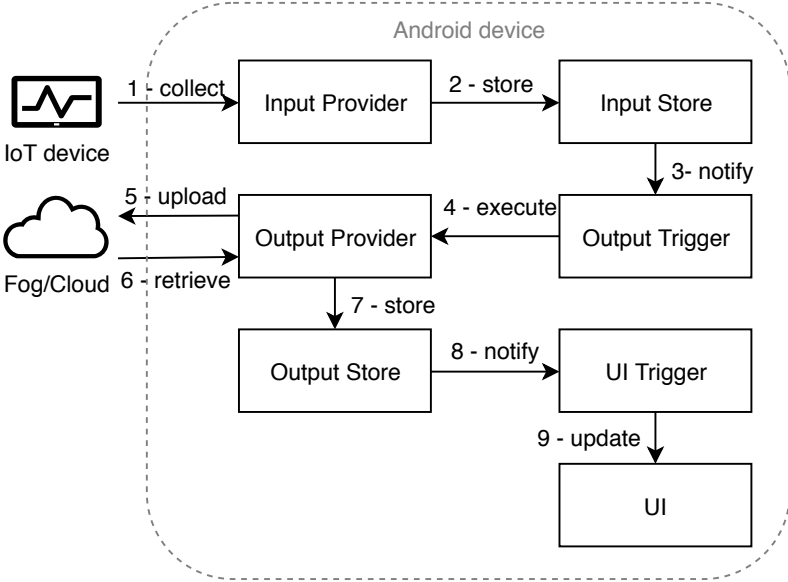 Android device
1 - collect
Input Provider
2 - store
Input Store
IoT device
3- notify
5 - upload
4 - execute
Output Provider
Output Trigger
Fog/Cloud
6 - retrieve
7 - store
8 - notify
Output Store
UI Trigger
9 - update
UI